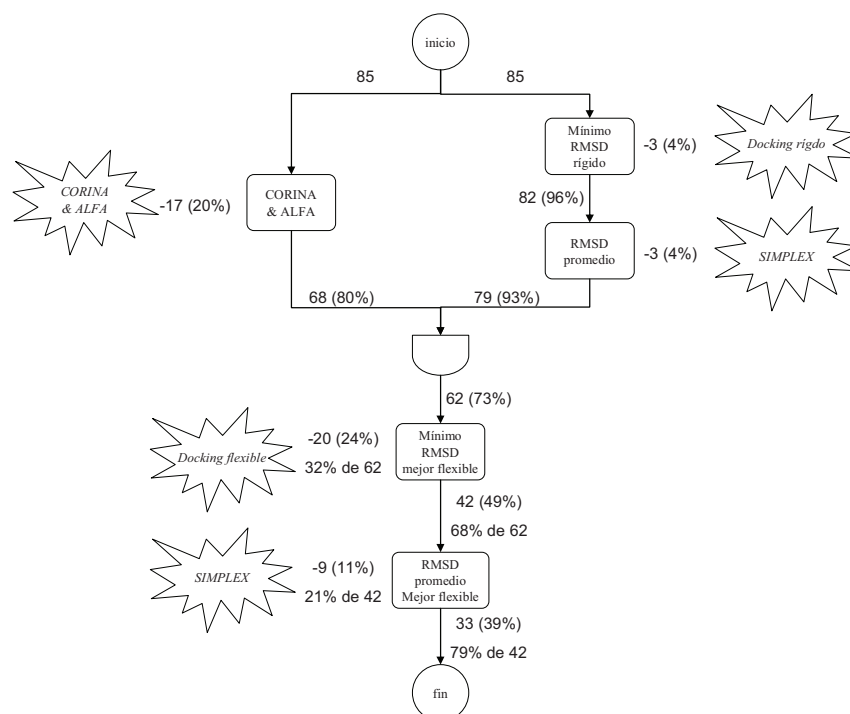 inicio
85
85
Mínimo
RMSD
rígido
-3 (4%)
Docking rígdo
CORINA
& ALFA
-17 (20%)
CORINA
& ALFA
82 (96%)
RMSD
promedio
-3 (4%)
SIMPLEX
68 (80%)
79 (93%)
62 (73%)
Docking flexible
-20 (24%)
32% de 62
Mínimo
RMSD
mejor flexible
42 (49%)
68% de 62
SIMPLEX
-9 (11%)
21% de 42
RMSD
promedio
Mejor flexible
33 (39%)
79% de 42
fin